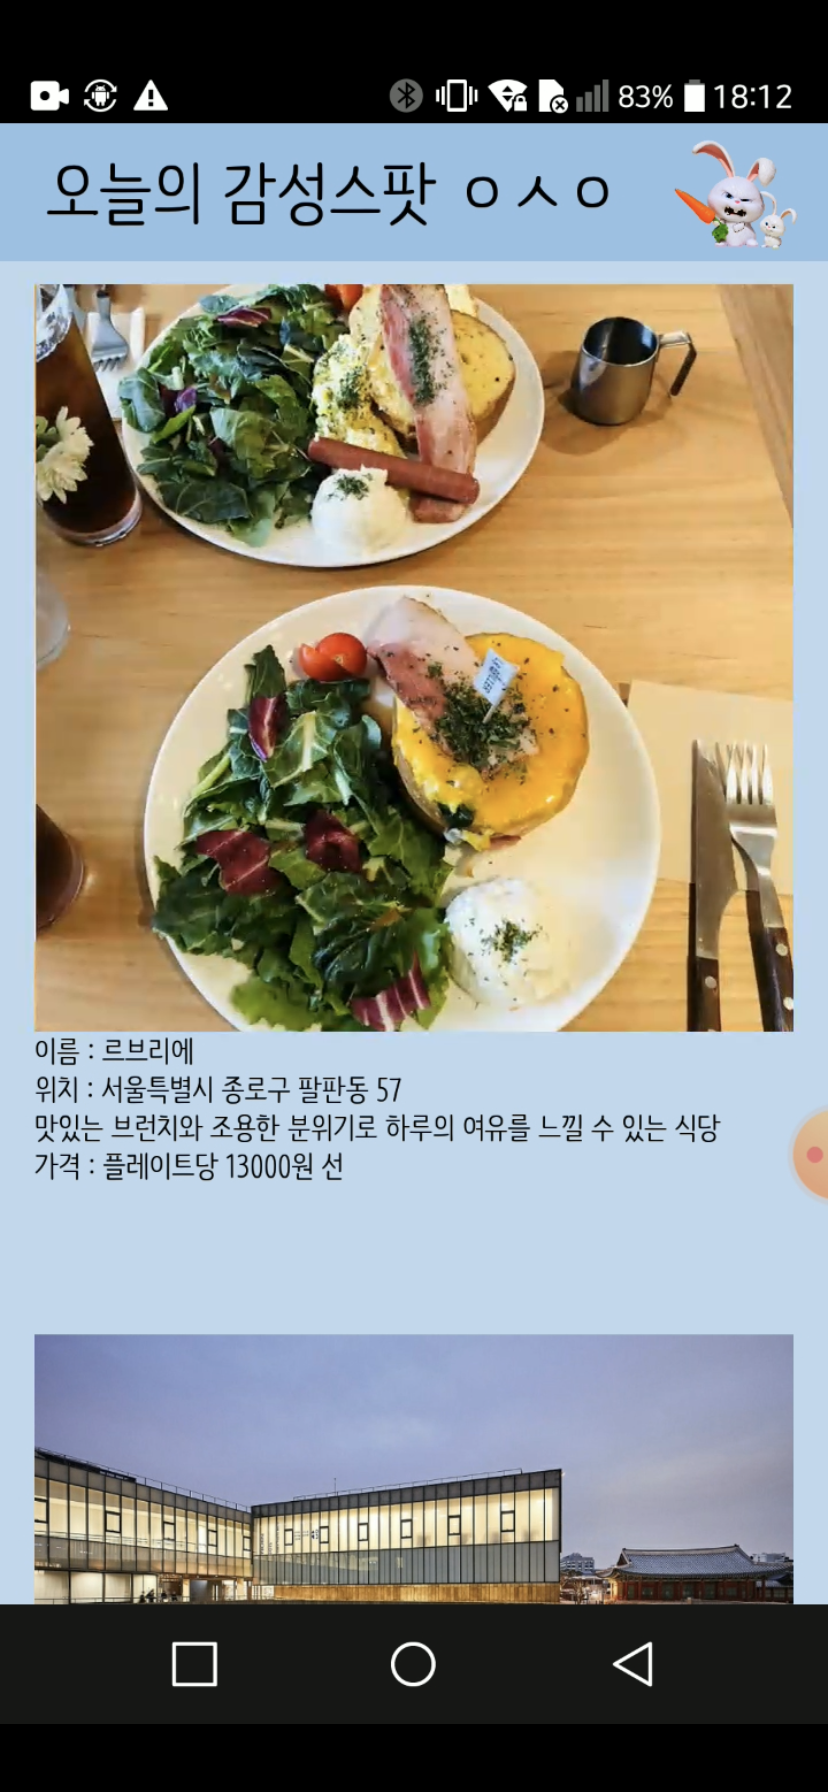 83% 18:12
오늘의 감성스팟 ㅇㅅㅇ
이름 : 르브리에
위치 : 서울특별시 종로구 팔판동 57
맛있는 브런치와 조용한 분위기로 하루의 여유를 느낄 수 있는 식당
가격 : 플레이트당 13000원 선